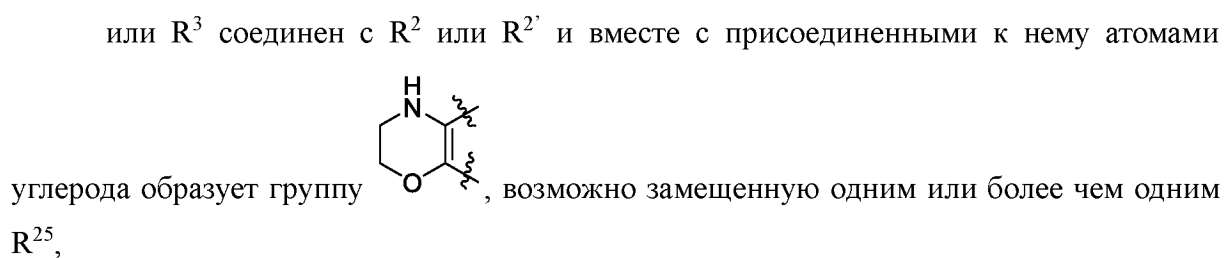 или R³ соединен с R² или R²’ и вместе с присоединенными к нему атомами
H
N
O
углерода образует группу , возможно замещенную одним или более чем одним
R²⁵,